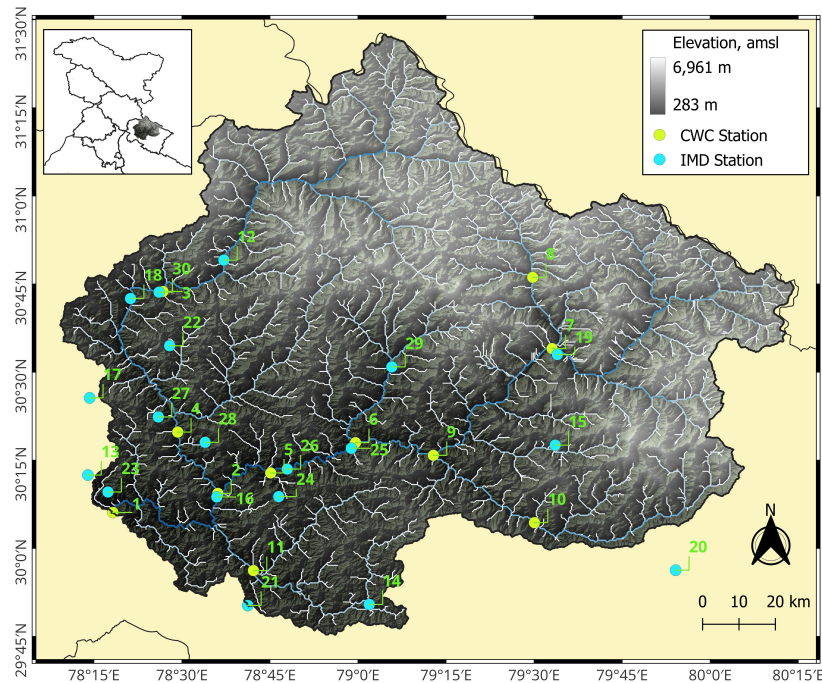 31°30'N
31°15'N
31°0'N
30°45'N
30°30'N
30°15'N
30°0'N
29°45'N
Elevation, amsl
6,961 m
283 m
CWC Station
IMD Station
12
8
18
30
3
22
7
19
29
17
27
4
28
6
15
13
23
2
5
26
25
9
24
16
1
10
11
20
21
14
N
0 10 20 km
78°15'E
78°30'E
78°45'E
79°0'E
79°15'E
79°30'E
79°45'E
80°0'E
80°15'E